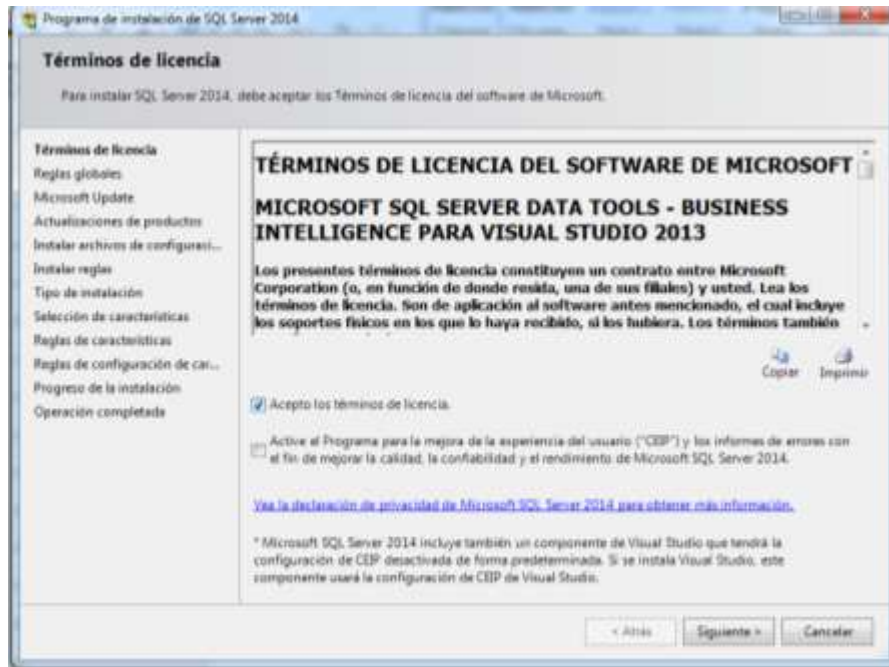 Programa de instalación de SQL Server 2014
Términos de licencia
Para instalar SQL Server 2014, debe aceptar los Términos de licencia del software de Microsoft.
Términos de licencia
Reglas globales
Microsoft Update
Actualizaciones de productos
Instalar archivos de configuraci...
Instalar reglas
Tipo de instalación
Selección de características
Reglas de características
Reglas de configuración de car...
Progreso de la instalación
Operación completada
TÉRMINOS DE LICENCIA DEL SOFTWARE DE MICROSOFT
MICROSOFT SQL SERVER DATA TOOLS - BUSINESS
INTELLIGENCE PARA VISUAL STUDIO 2013
Los presentes términos de licencia constituyen un contrato entre Microsoft
Corporation (o, en función de donde resida, una de sus filiales) y usted. Lea los
términos de licencia. Son de aplicación al software antes mencionado, el cual incluye
los soportes físicos en los que lo haya recibido, si los hubiera. Los términos también
Copiar Imprimir
Acepto los términos de licencia.
Active el Programa para la mejora de la experiencia del usuario ("CEIP") y los informes de errores con
el fin de mejorar la calidad, la confiabilidad y el rendimiento de Microsoft SQL Server 2014.
Vea la declaración de privacidad de Microsoft SQL Server 2014 para obtener más información.
* Microsoft SQL Server 2014 incluye también un componente de Visual Studio que tendrá la
configuración de CEIP desactivada de forma predeterminada. Si se instala Visual Studio, este
componente usará la configuración de CEIP de Visual Studio.
< Atrás Siguiente > Cancelar